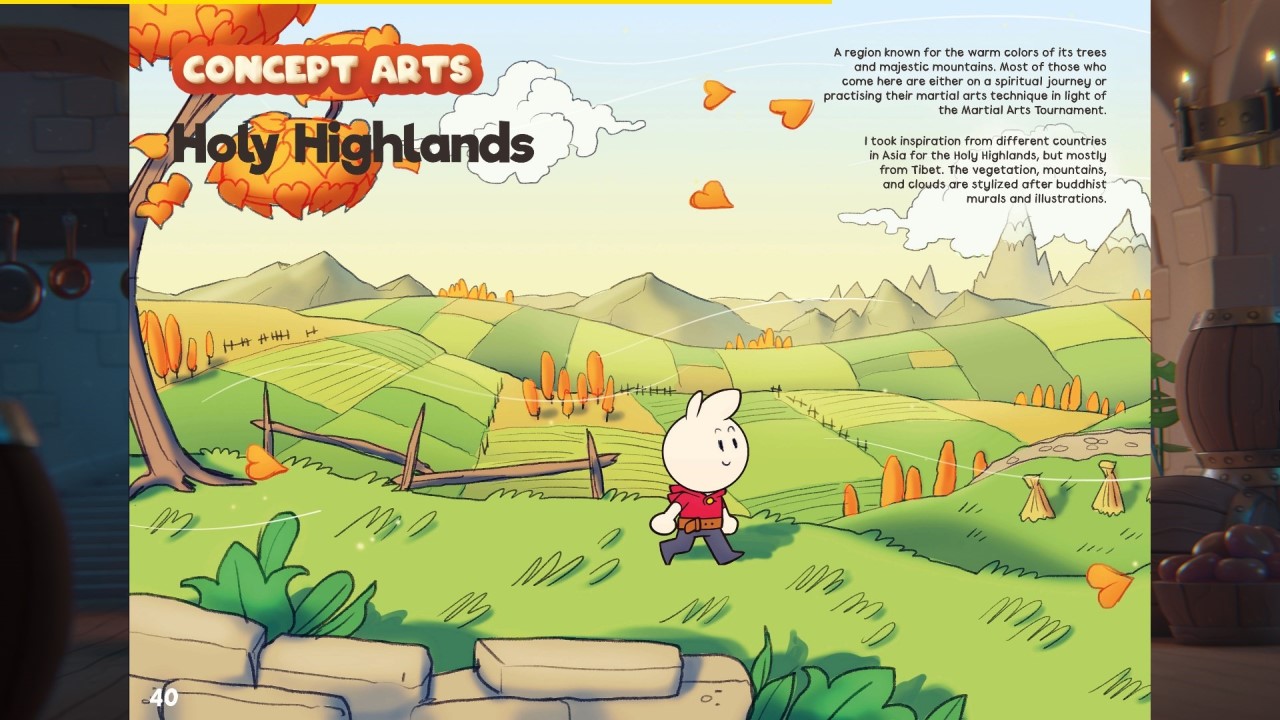 CONCEPT ARTS
Holy Highlands
A region known for the warm colors of its trees
and majestic mountains. Most of those who
come here are either on a spiritual journey or
practising their martial arts technique in light of
the Martial Arts Tournament.
I took inspiration from different countries
in Asia for the Holy Highlands, but mostly
from Tibet. The vegetation, mountains,
and clouds are stylized after buddhist
murals and illustrations.
40